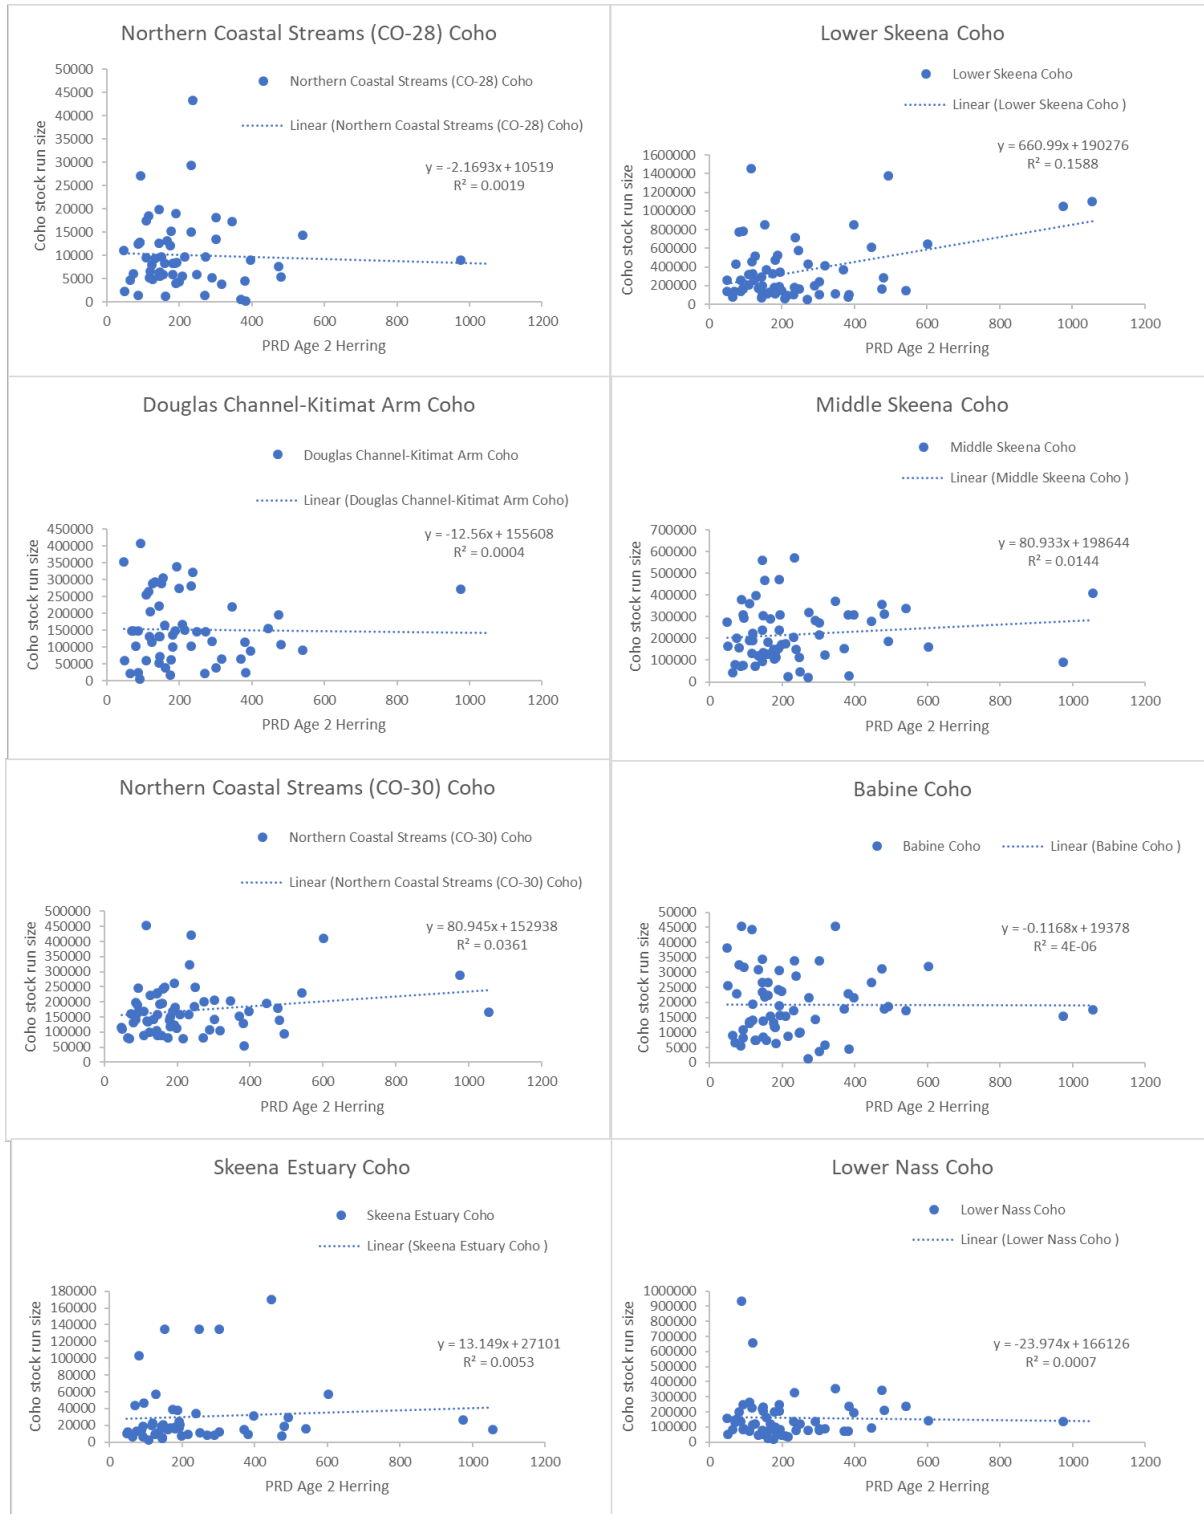 Northern Coastal Streams (CO-28) Coho
50000
45000
40000
35000
30000
25000
20000
15000
10000
5000
0
Coho stock run size
Northern Coastal Streams (CO-28) Coho
Linear (Northern Coastal Streams (CO-28) Coho)
y = -2.1693x + 10519
R² = 0.0019
0 200 400 600 800 1000 1200
PRD Age 2 Herring
Lower Skeena Coho
Lower Skeena Coho
Linear (Lower Skeena Coho )
y = 660.99x + 190276
R² = 0.1588
1600000
1400000
1200000
1000000
800000
600000
400000
200000
0
Coho stock run size
0 200 400 600 800 1000 1200
PRD Age 2 Herring
Douglas Channel-Kitimat Arm Coho
Douglas Channel-Kitimat Arm Coho
Linear (Douglas Channel-Kitimat Arm Coho)
y = -12.56x + 155608
R² = 0.0004
450000
400000
350000
300000
250000
200000
150000
100000
50000
0
Coho stock run size
0 200 400 600 800 1000 1200
PRD Age 2 Herring
Middle Skeena Coho
Middle Skeena Coho
Linear (Middle Skeena Coho )
y = 80.933x + 198644
R² = 0.0144
700000
600000
500000
400000
300000
200000
100000
0
Coho stock run size
0 200 400 600 800 1000 1200
PRD Age 2 Herring
Northern Coastal Streams (CO-30) Coho
Northern Coastal Streams (CO-30) Coho
Linear (Northern Coastal Streams (CO-30) Coho)
y = 80.945x + 152938
R² = 0.0361
500000
450000
400000
350000
300000
250000
200000
150000
100000
50000
0
Coho stock run size
0 200 400 600 800 1000 1200
PRD Age 2 Herring
Babine Coho
Babine Coho Linear (Babine Coho )
y = -0.1168x + 19378
R² = 4E-06
50000
45000
40000
35000
30000
25000
20000
15000
10000
5000
0
Coho stock run size
0 200 400 600 800 1000 1200
PRD Age 2 Herring
Skeena Estuary Coho
Skeena Estuary Coho
Linear (Skeena Estuary Coho )
y = 13.149x + 27101
R² = 0.0053
180000
160000
140000
120000
100000
80000
60000
40000
20000
0
Coho stock run size
0 200 400 600 800 1000 1200
PRD Age 2 Herring
Lower Nass Coho
Lower Nass Coho
Linear (Lower Nass Coho )
y = -23.974x + 166126
R² = 0.0007
1000000
900000
800000
700000
600000
500000
400000
300000
200000
100000
0
Coho stock run size
0 200 400 600 800 1000 1200
PRD Age 2 Herring